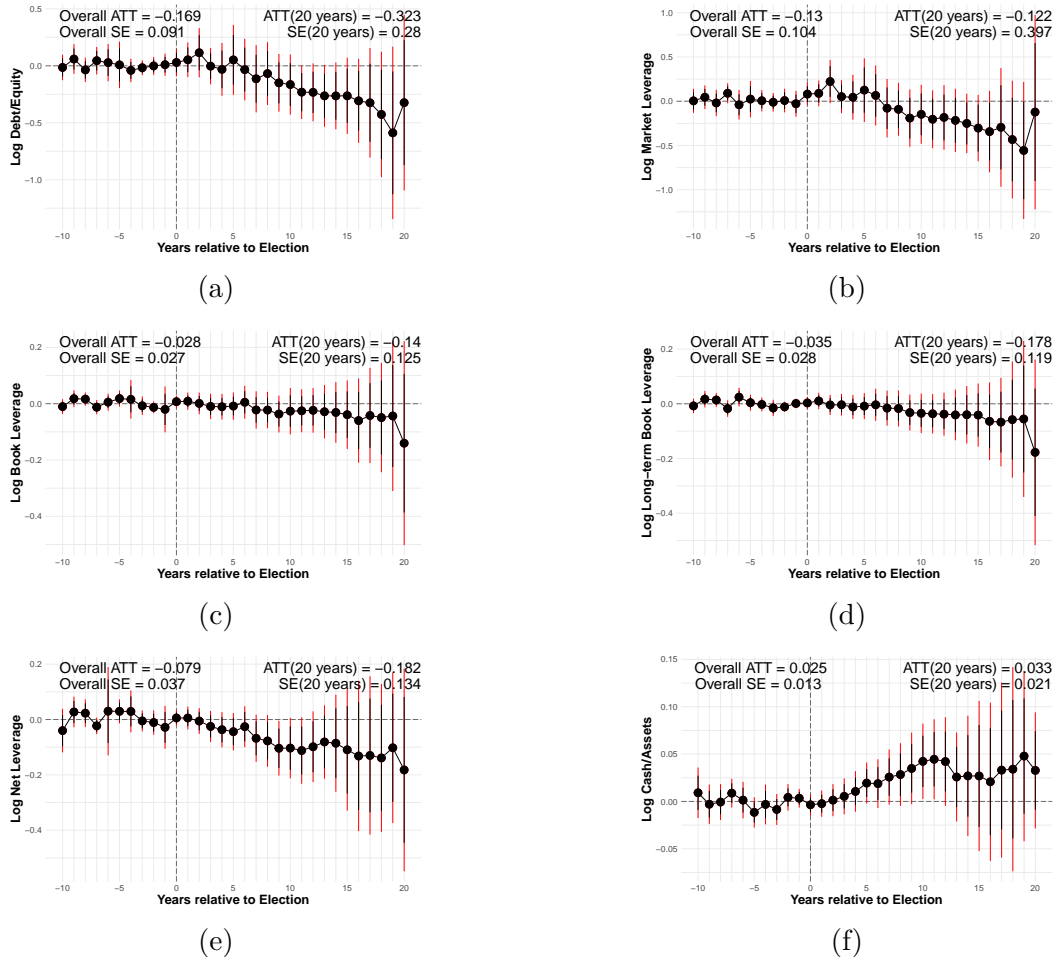 Overall ATT = −0.169 ATT(20 years) = −0.323
Overall SE = 0.091 SE(20 years) = 0.28
0.0
−0.5
−1.0
Log Debt/Equity
−10 −5 0 5 10 15 20
Years relative to Election
(a)
Overall ATT = −0.13 ATT(20 years) = −0.122
Overall SE = 0.104 SE(20 years) = 0.397
1.0
0.5
0.0
−0.5
−1.0
Log Market Leverage
−10 −5 0 5 10 15 20
Years relative to Election
(b)
Overall ATT = −0.028 ATT(20 years) = −0.14
Overall SE = 0.027 SE(20 years) = 0.125
0.2
0.0
−0.2
−0.4
Log Book Leverage
−10 −5 0 5 10 15 20
Years relative to Election
(c)
Overall ATT = −0.035 ATT(20 years) = −0.178
Overall SE = 0.028 SE(20 years) = 0.119
0.2
0.0
−0.2
−0.4
Log Long−term Book Leverage
−10 −5 0 5 10 15 20
Years relative to Election
(d)
Overall ATT = −0.079 ATT(20 years) = −0.182
Overall SE = 0.037 SE(20 years) = 0.134
0.2
0.0
−0.2
−0.4
Log Net Leverage
−10 −5 0 5 10 15 20
Years relative to Election
(e)
Overall ATT = 0.025 ATT(20 years) = 0.033
Overall SE = 0.013 SE(20 years) = 0.021
0.15
0.10
0.05
0.00
−0.05
Log Cash/Assets
−10 −5 0 5 10 15 20
Years relative to Election
(f)